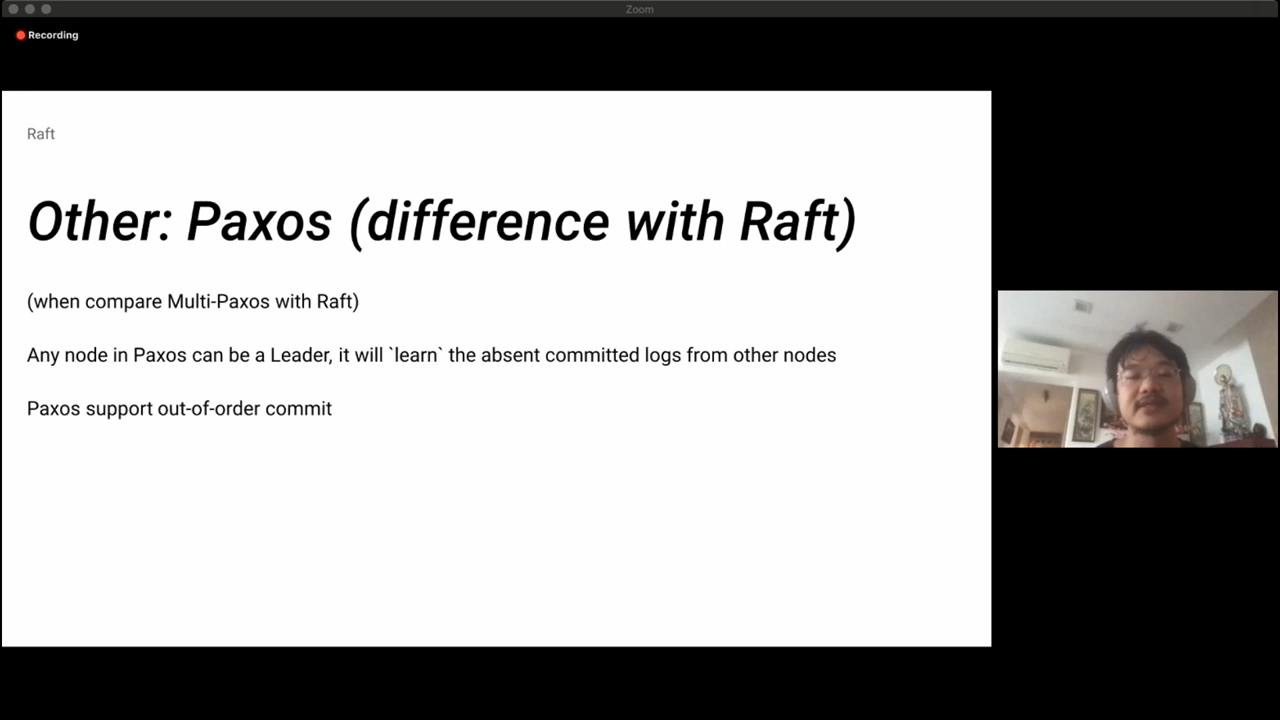 Zoom
Recording
Raft
Other: Paxos (difference with Raft)
(when compare Multi-Paxos with Raft)
Any node in Paxos can be a Leader, it will `learn` the absent committed logs from other nodes
Paxos support out-of-order commit